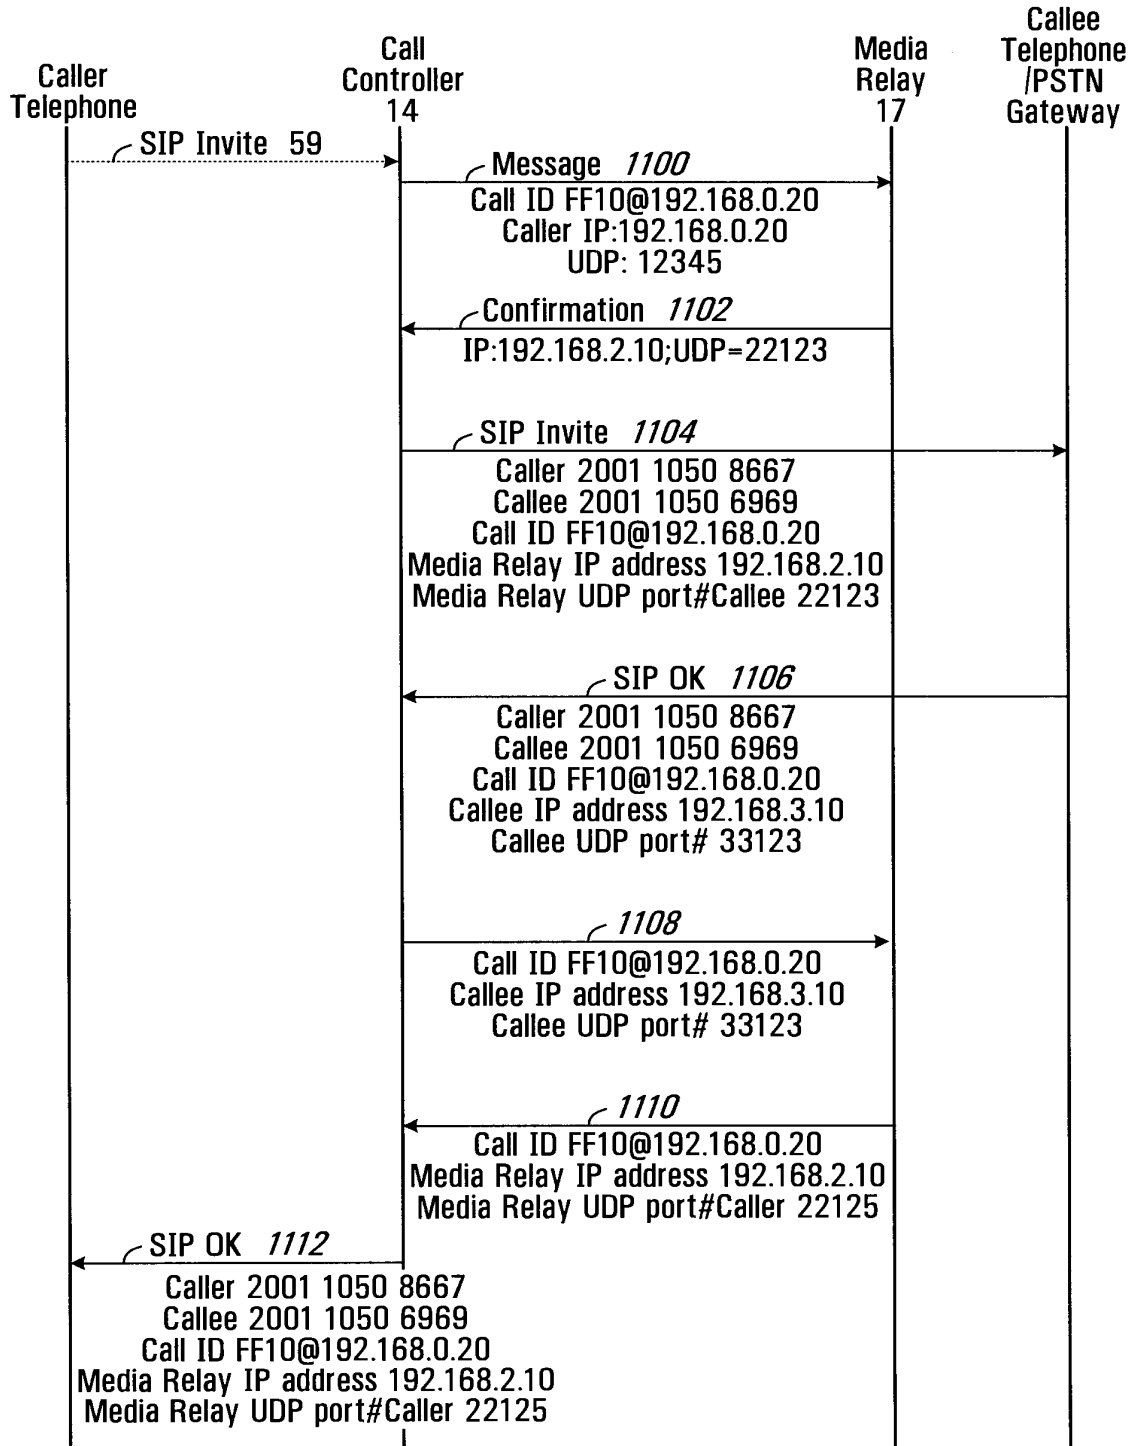 Caller
Telephone
Call
Controller
14
Media
Relay
17
Callee
Telephone
/PSTN
Gateway
SIP Invite 59
Message 1100
Call ID FF10@192.168.0.20
Caller IP:192.168.0.20
UDP: 12345
Confirmation 1102
IP:192.168.2.10;UDP=22123
SIP Invite 1104
Caller 2001 1050 8667
Callee 2001 1050 6969
Call ID FF10@192.168.0.20
Media Relay IP address 192.168.2.10
Media Relay UDP port#Callee 22123
SIP OK 1106
Caller 2001 1050 8667
Callee 2001 1050 6969
Call ID FF10@192.168.0.20
Callee IP address 192.168.3.10
Callee UDP port# 33123
1108
Call ID FF10@192.168.0.20
Callee IP address 192.168.3.10
Callee UDP port# 33123
1110
Call ID FF10@192.168.0.20
Media Relay IP address 192.168.2.10
Media Relay UDP port#Caller 22125
SIP OK 1112
Caller 2001 1050 8667
Callee 2001 1050 6969
Call ID FF10@192.168.0.20
Media Relay IP address 192.168.2.10
Media Relay UDP port#Caller 22125